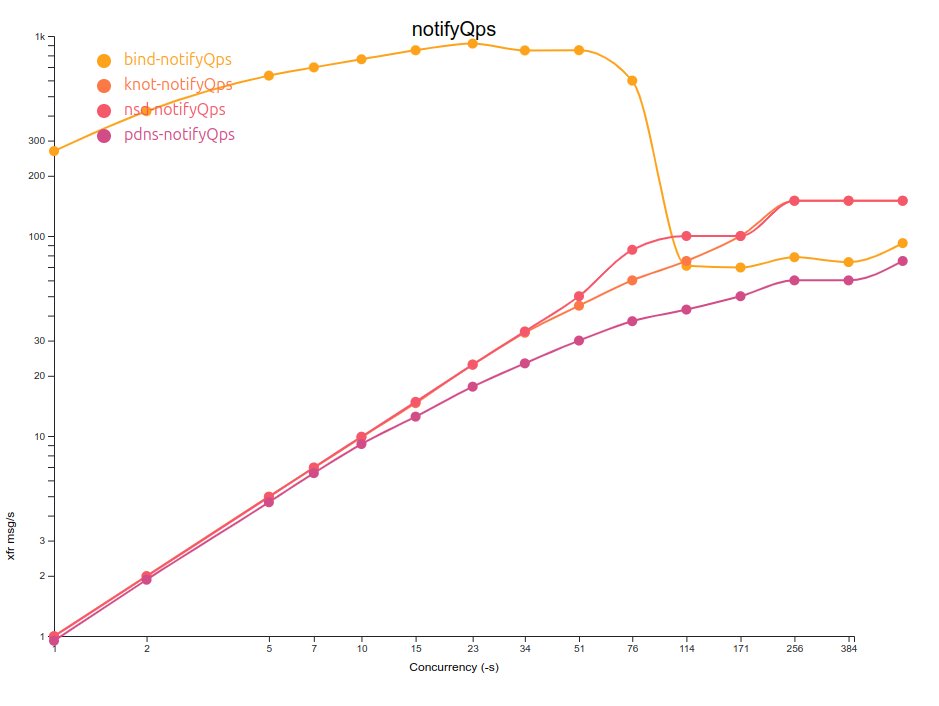 notifyQps
1k
bind-notifyQps
knot-notifyQps
nsd-notifyQps
pdns-notifyQps
300
200
100
30
20
10
3
2
1
xfr msg/s
1 2 5 7 10 15 23 34 51 76 114 171 256 384
Concurrency (-s)